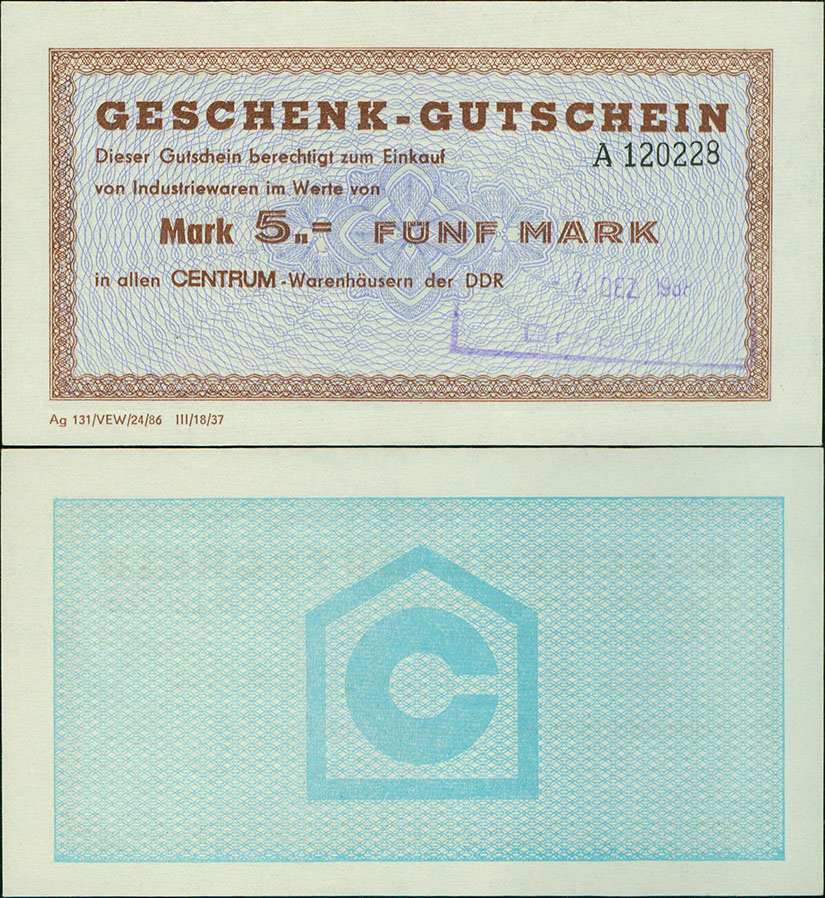 GESCHENK-GUTSCHEIN
Dieser Gutschein berechtigt zum Einkauf
A 120228
von Industriewaren im Werte von
Mark 5,,= FÜNF MARK
in allen CENTRUM-Warenhäusern der DDR
DEZ
Ag 131/VEW/24/86 III/18/37
C